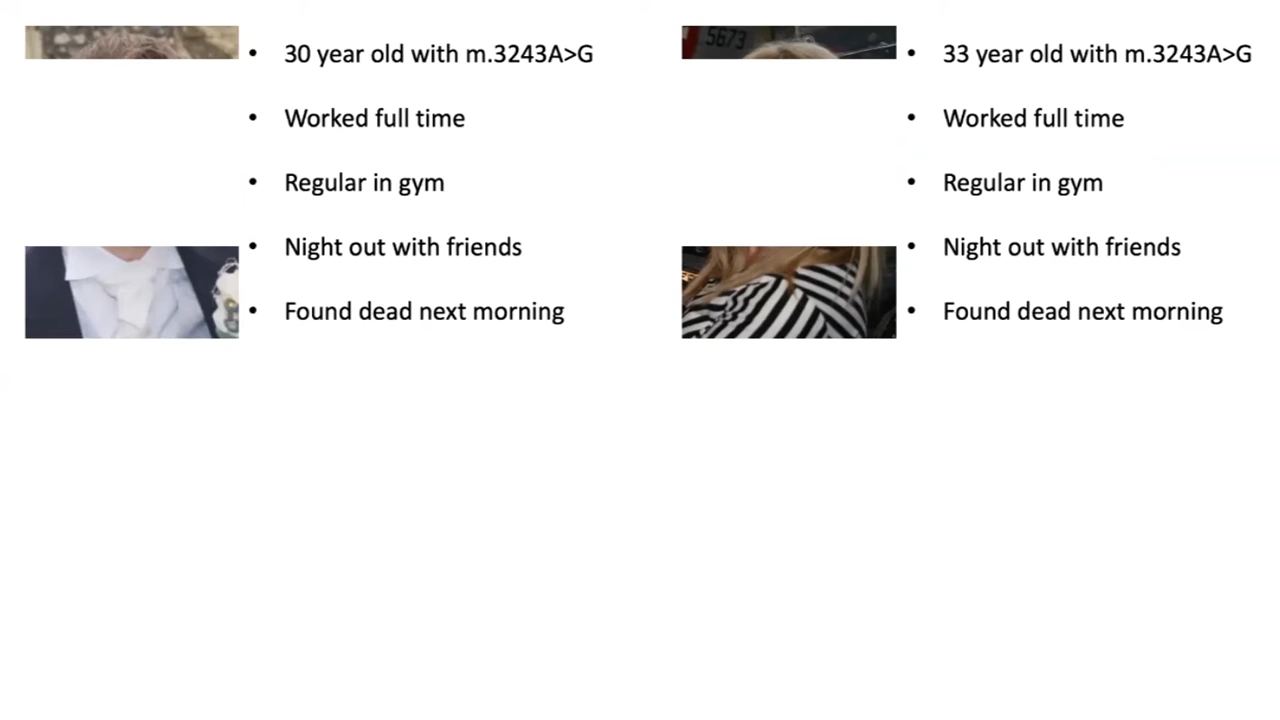 • 30 year old with m.3243A>G
• Worked full time
• Regular in gym
• Night out with friends
• Found dead next morning
5673
• 33 year old with m.3243A>G
• Worked full time
• Regular in gym
• Night out with friends
• Found dead next morning